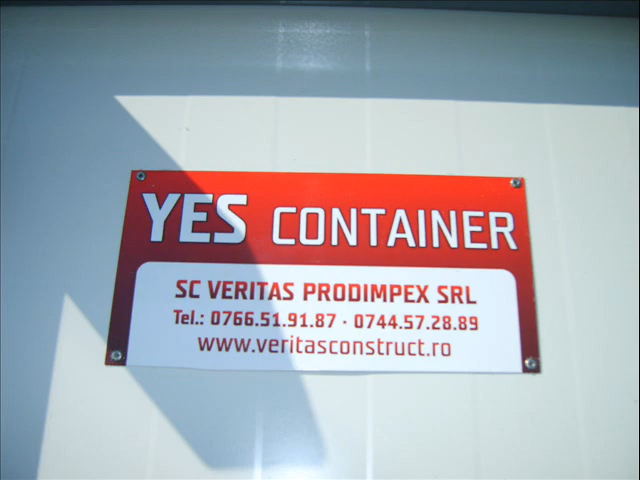 YES CONTAINER
SC VERITAS PRODIMPEX SRL
Tel.: 0766.51.91.87 · 0744.57.28.89
www.veritasconstruct.ro